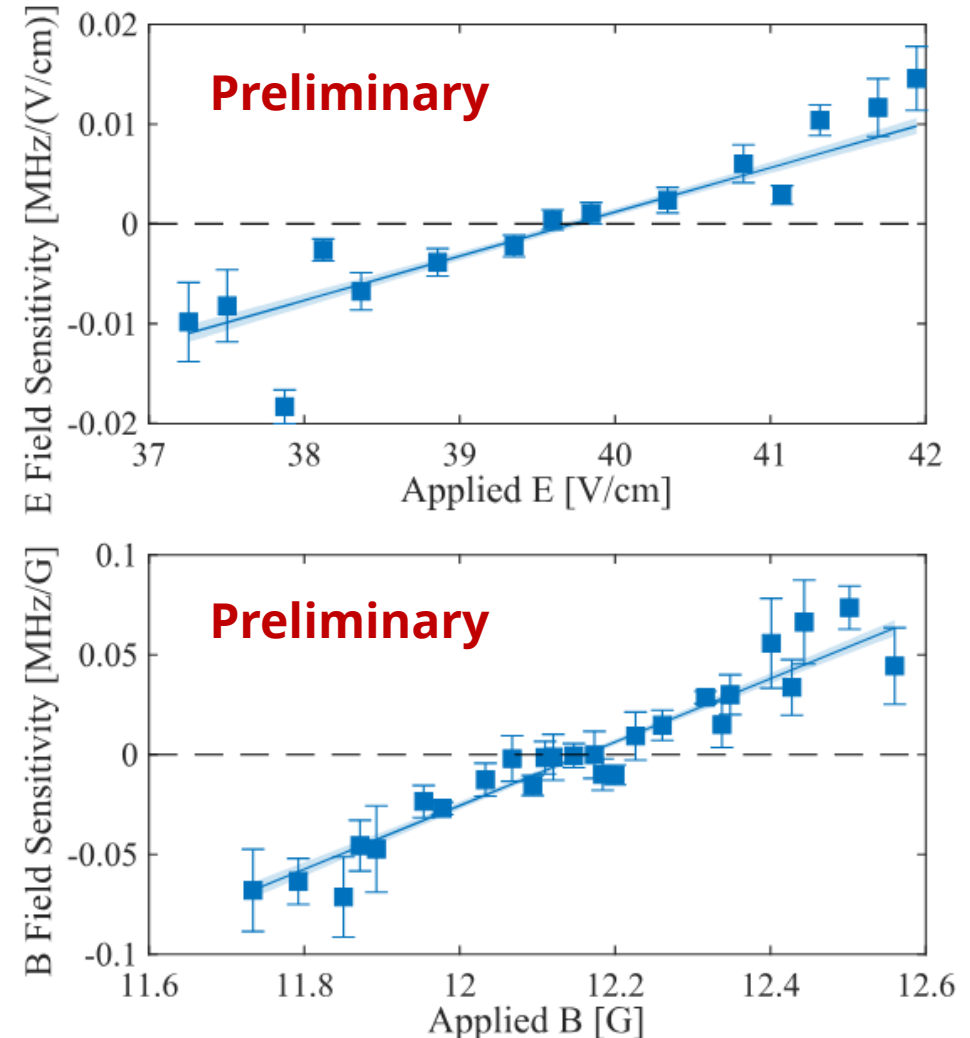 E Field Sensitivity [MHz/(V/cm)]
0.02
0.01
0
-0.01
-0.02
Preliminary
37 38 39 40 41 42
Applied E [V/cm]
B Field Sensitivity [MHz/G]
0.1
0.05
0
-0.05
-0.1
Preliminary
11.6 11.8 12 12.2 12.4 12.6
Applied B [G]